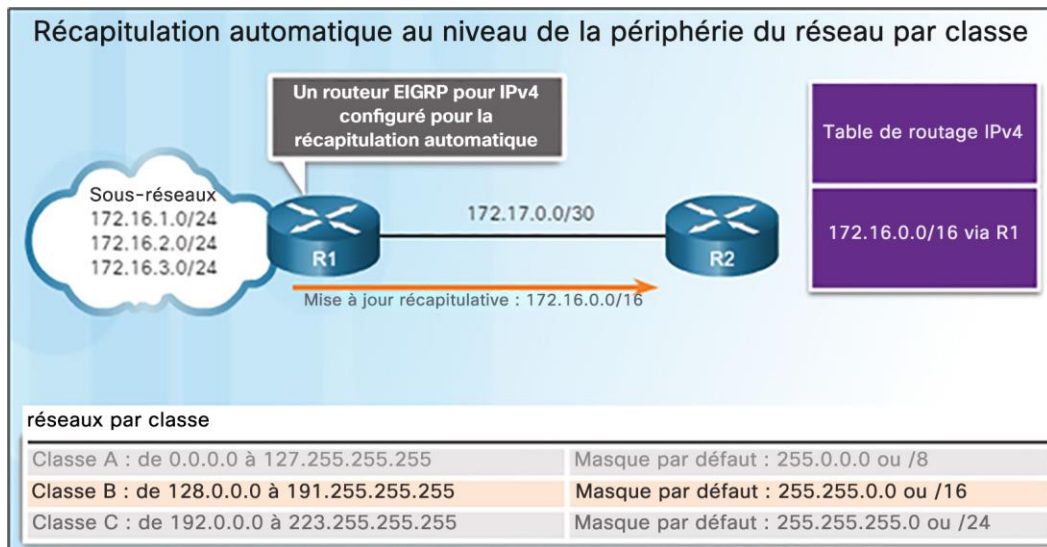 Récapitulation automatique au niveau de la périphérie du réseau par classe
Un routeur EIGRP pour IPv4
configuré pour la
récapitulation automatique
Sous-réseaux
172.16.1.0/24
172.16.2.0/24
172.16.3.0/24
R1
172.17.0.0/30
R2
Mise à jour récapitulative : 172.16.0.0/16
Table de routage IPv4
172.16.0.0/16 via R1
réseaux par classe
Classe A : de 0.0.0.0 à 127.255.255.255 Masque par défaut : 255.0.0.0 ou /8
Classe B : de 128.0.0.0 à 191.255.255.255 Masque par défaut : 255.255.0.0 ou /16
Classe C : de 192.0.0.0 à 223.255.255.255 Masque par défaut : 255.255.255.0 ou /24